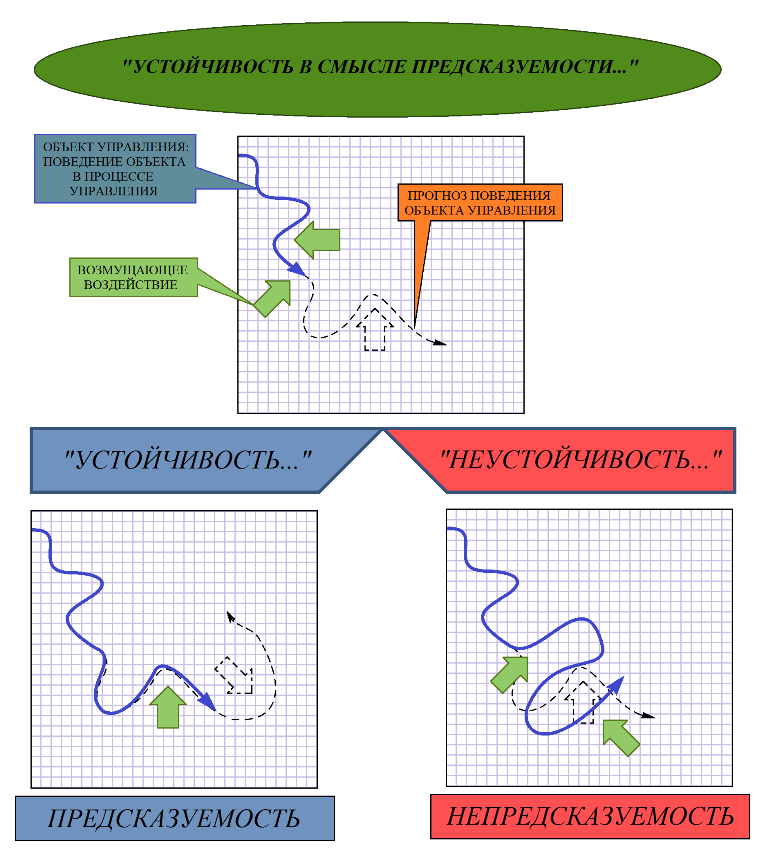 "УСТОЙЧИВОСТЬ В СМЫСЛЕ ПРЕДСКАЗУЕМОСТИ..."
ОБЪЕКТ УПРАВЛЕНИЯ:
ПОВЕДЕНИЕ ОБЪЕКТА
В ПРОЦЕССЕ
УПРАВЛЕНИЯ
ПРОГНОЗ ПОВЕДЕНИЯ
ОБЪЕКТА УПРАВЛЕНИЯ
ВОЗМУЩАЮЩЕЕ
ВОЗДЕЙСТВИЕ
"УСТОЙЧИВОСТЬ..."
"НЕУСТОЙЧИВОСТЬ..."
ПРЕДСКАЗУЕМОСТЬ
НЕПРЕДСКАЗУЕМОСТЬ